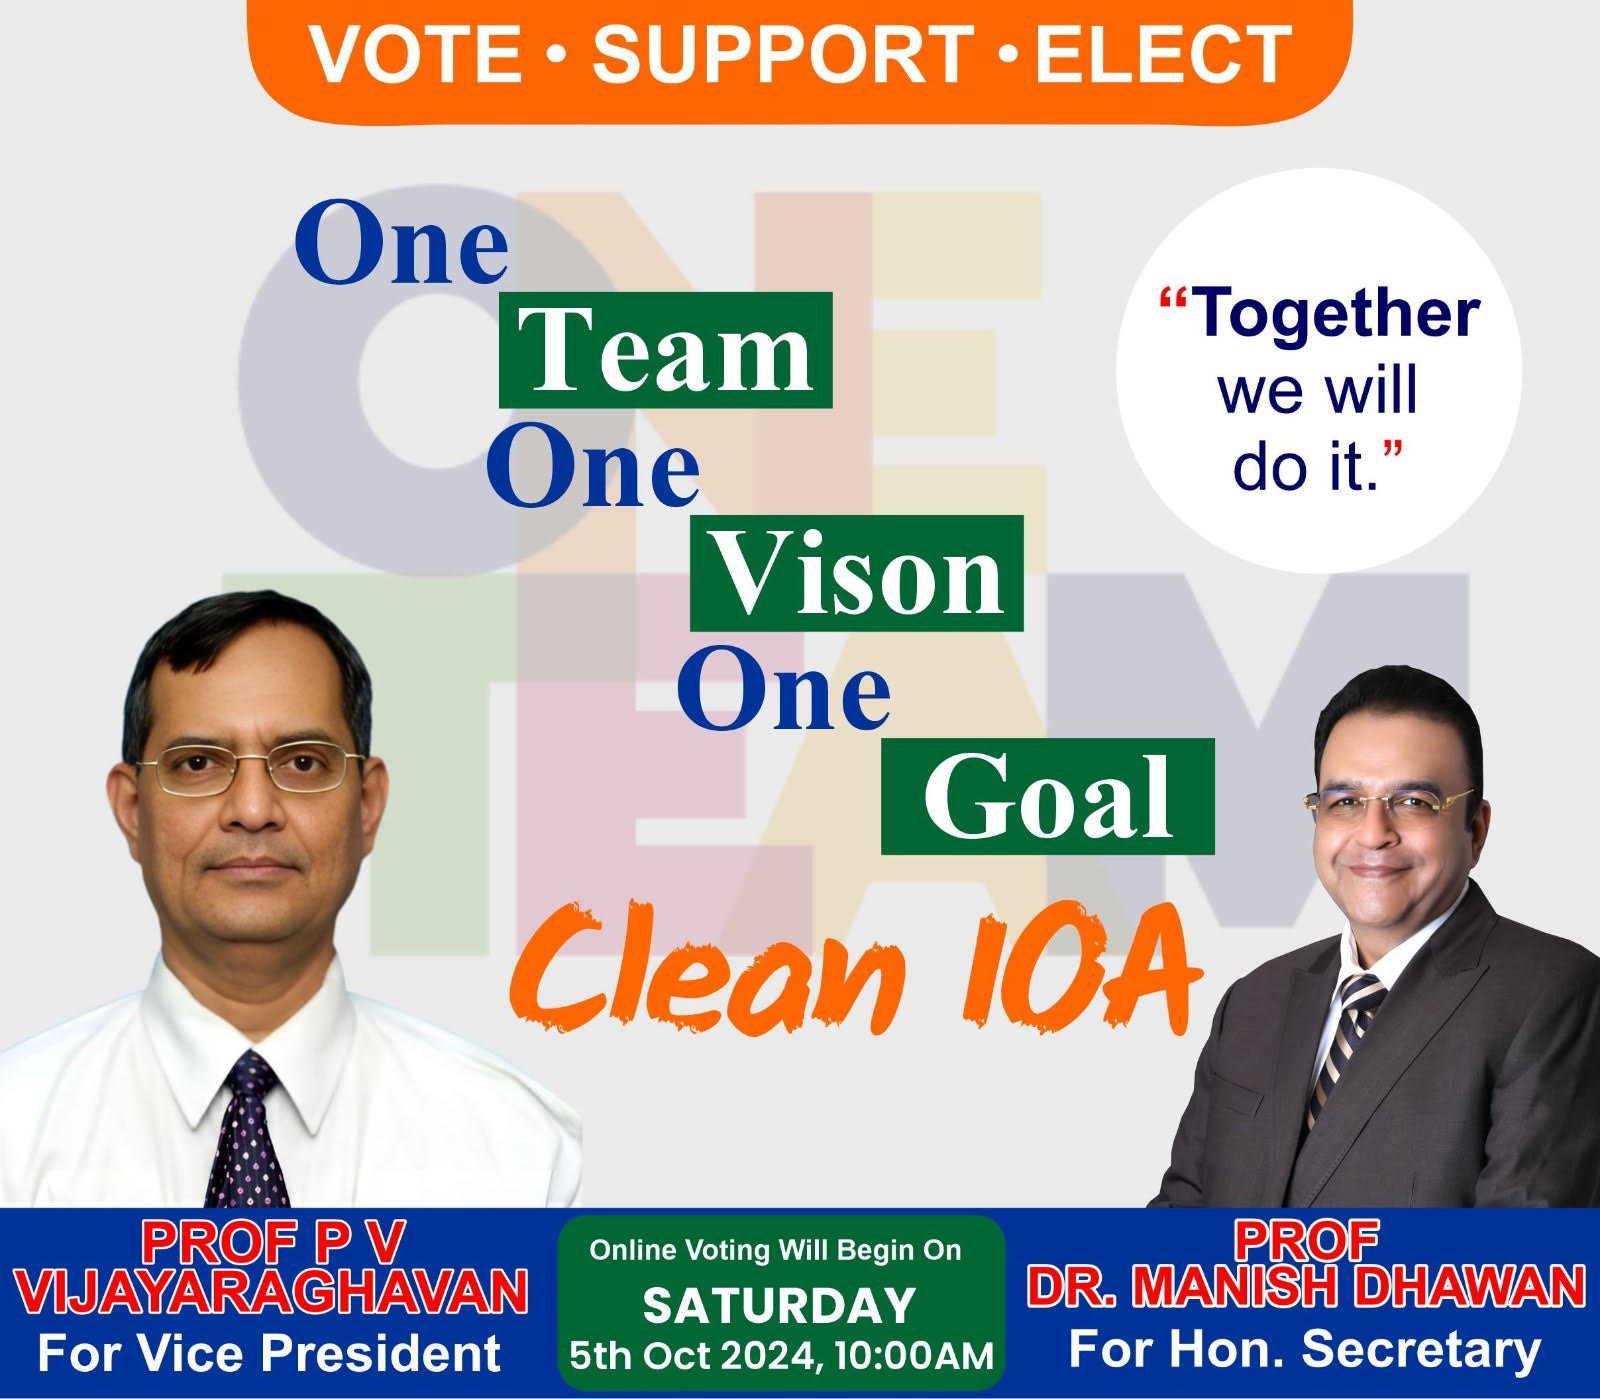 VOTE • SUPPORT • ELECT
One
Team
One
Vison
One
Goal
“Together
we will
do it.”
ONE
TEAM
Clean IOA
PROF P V
VIJAYARAGHAVAN
For Vice President
Online Voting Will Begin On
SATURDAY
5th Oct 2024, 10:00AM
PROF
DR. MANISH DHAWAN
For Hon. Secretary